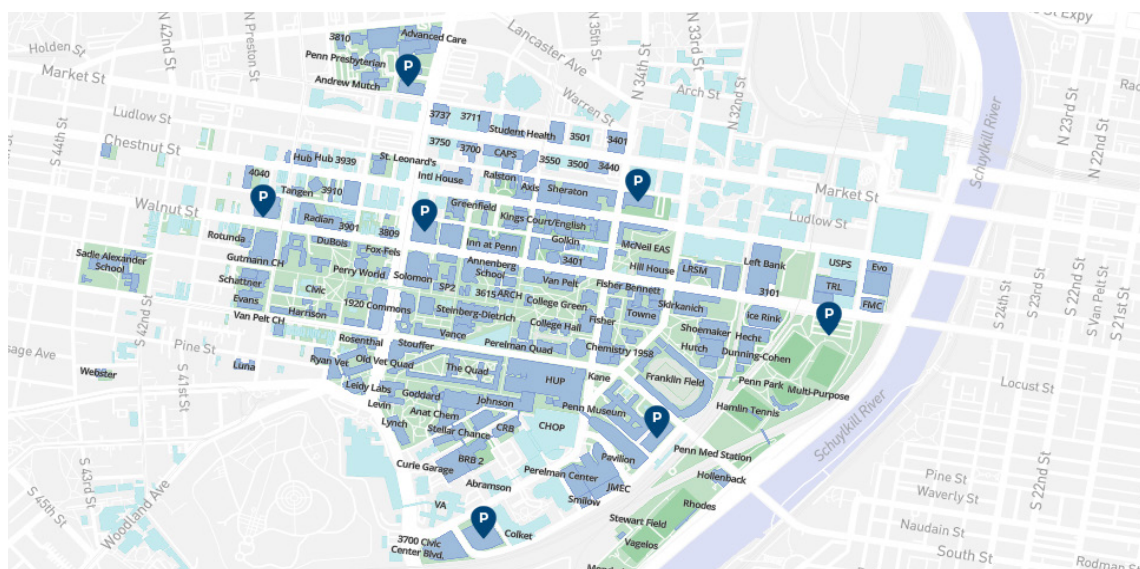 Holden St
N 42nd St
N Preston St
3810
Advanced Care
Penn Presbyterian
Andrew Mutch
P
Lancaster Ave
N 35th St
N 34th St
N 33rd St
Arch St
N 32nd St
Warren St
St Expy
N 23rd St
N 22nd St
Market St
Ludlow St
Chestnut St
S 44th St
Walnut St
3737
3711
Student Health
3501
3401
3750
3700
CAPS
3550
3500
3440
Hub
Hub 3939
St. Leonard's
Intl House
Ralston
Axis
Sheraton
P
4040
Tangen
3910
P
P
Greenfield
Kings Court/English
Market St
Ludlow St
Schuylkill River
Radian
3901
3809
Inn at Penn
Golkin
McNeil EAS
Left Bank
USPS
Evo
Rotunda
DuBois
Fox-Fels
Annenberg
School
3401
Hill House
LRSM
Sadie Alexander
School
Gutmann CH
Perry World
Solomon
SP2
Van Pelt
Fisher Bennett
3101
TRL
FMC
Schattner
Civic
3615
ARCH
College Green
Skirkanich
Evans
Harrison
1920 Commons
Steinberg-Dietrich
Fisher
Towne
Ice Rink
P
Van Pelt CH
College Hall
Shoemaker
Hecht
S 24th St
S 23rd St
S 22nd St
S Van Pelt St
S 21st St
S 42nd St
Pine St
Rosenthal
Stouffer
Vance
Perelman Quad
Chemistry 1958
Hutch
Dunning-Cohen
Ryan Vet
Old Vet Quad
The Quad
Webster
S 41st St
Luna
Kane
Franklin Field
Penn Park
Multi-Purpose
Locust St
Leidy Labs
Goddard
HUP
Levin
Johnson
Penn Museum
Hamlin Tennis
Schuylkill River
Lynch
Anat Chem
Stellar Chance
CRB
CHOP
P
Curie Garage
BRB 2
Pavilion
Penn Med Station
Perelman Center
Hollenback
Pine St
Waverly St
S 22nd St
S 43rd St
S 45th St
Woodland Ave
Abramson
JMEC
Smilow
VA
Rhodes
P
Colket
Stewart Field
Naudain St
3700 Civic
Center Blvd.
Vagelos
South St
Rodman St